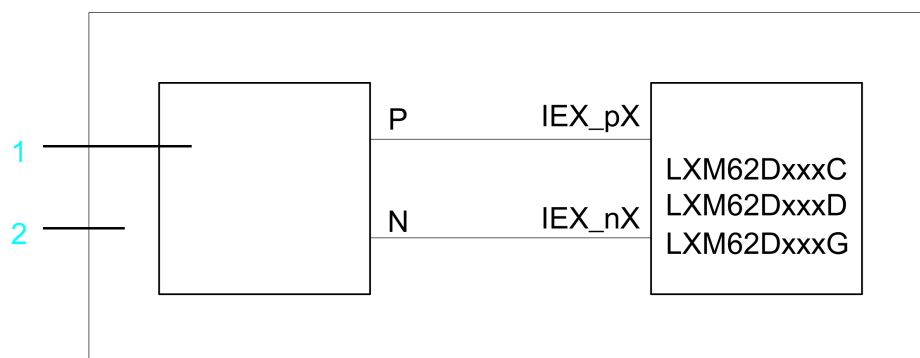 P
IEX_pX
1
LXM62DxxxC
LXM62DxxxD
2
N
IEX_nX
LXM62DxxxG